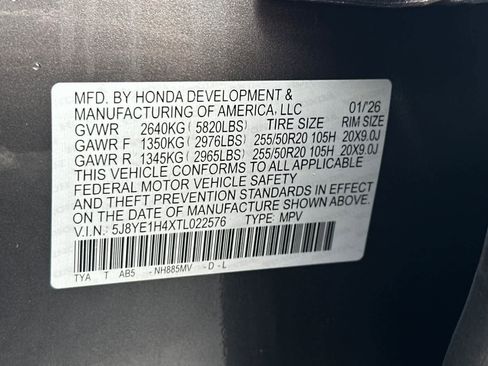 MFD. BY HONDA DEVELOPMENT &
MANUFACTURING OF AMERICA, LLC 01/'26
GVWR 2640KG (5820LBS) TIRE SIZE RIM SIZE
GAWR F 1350KG (2976LBS) 255/50R20 105H 20X9.0J
GAWR R 1345KG (2965LBS) 255/50R20 105H 20X9.0J
THIS VEHICLE CONFORMS TO ALL APPLICABLE
FEDERAL MOTOR VEHICLE SAFETY
AND THEFT PREVENTION STANDARDS IN EFFECT
ON THE DATE OF MANUFACTURE SHOWN ABOVE.
V.I.N. 5J8YE1H4XTL022576 TYPE: MPV
TYA T AB5 - NH885MV - D - L